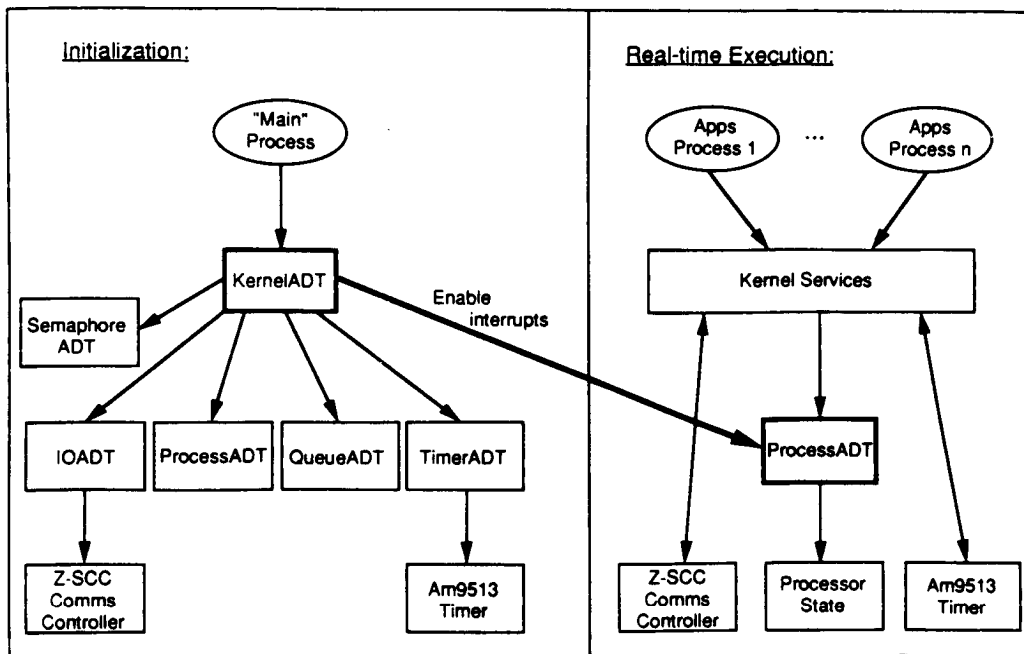 Initialization:
"Main"
Process
KernelADT
Semaphore
ADT
Enable
interrupts
IOADT
ProcessADT
QueueADT
TimerADT
Z-SCC
Comms
Controller
Am9513
Timer
Real-time Execution:
Apps
Process 1
...
Apps
Process n
Kernel Services
ProcessADT
Z-SCC
Comms
Controller
Processor
State
Am9513
Timer